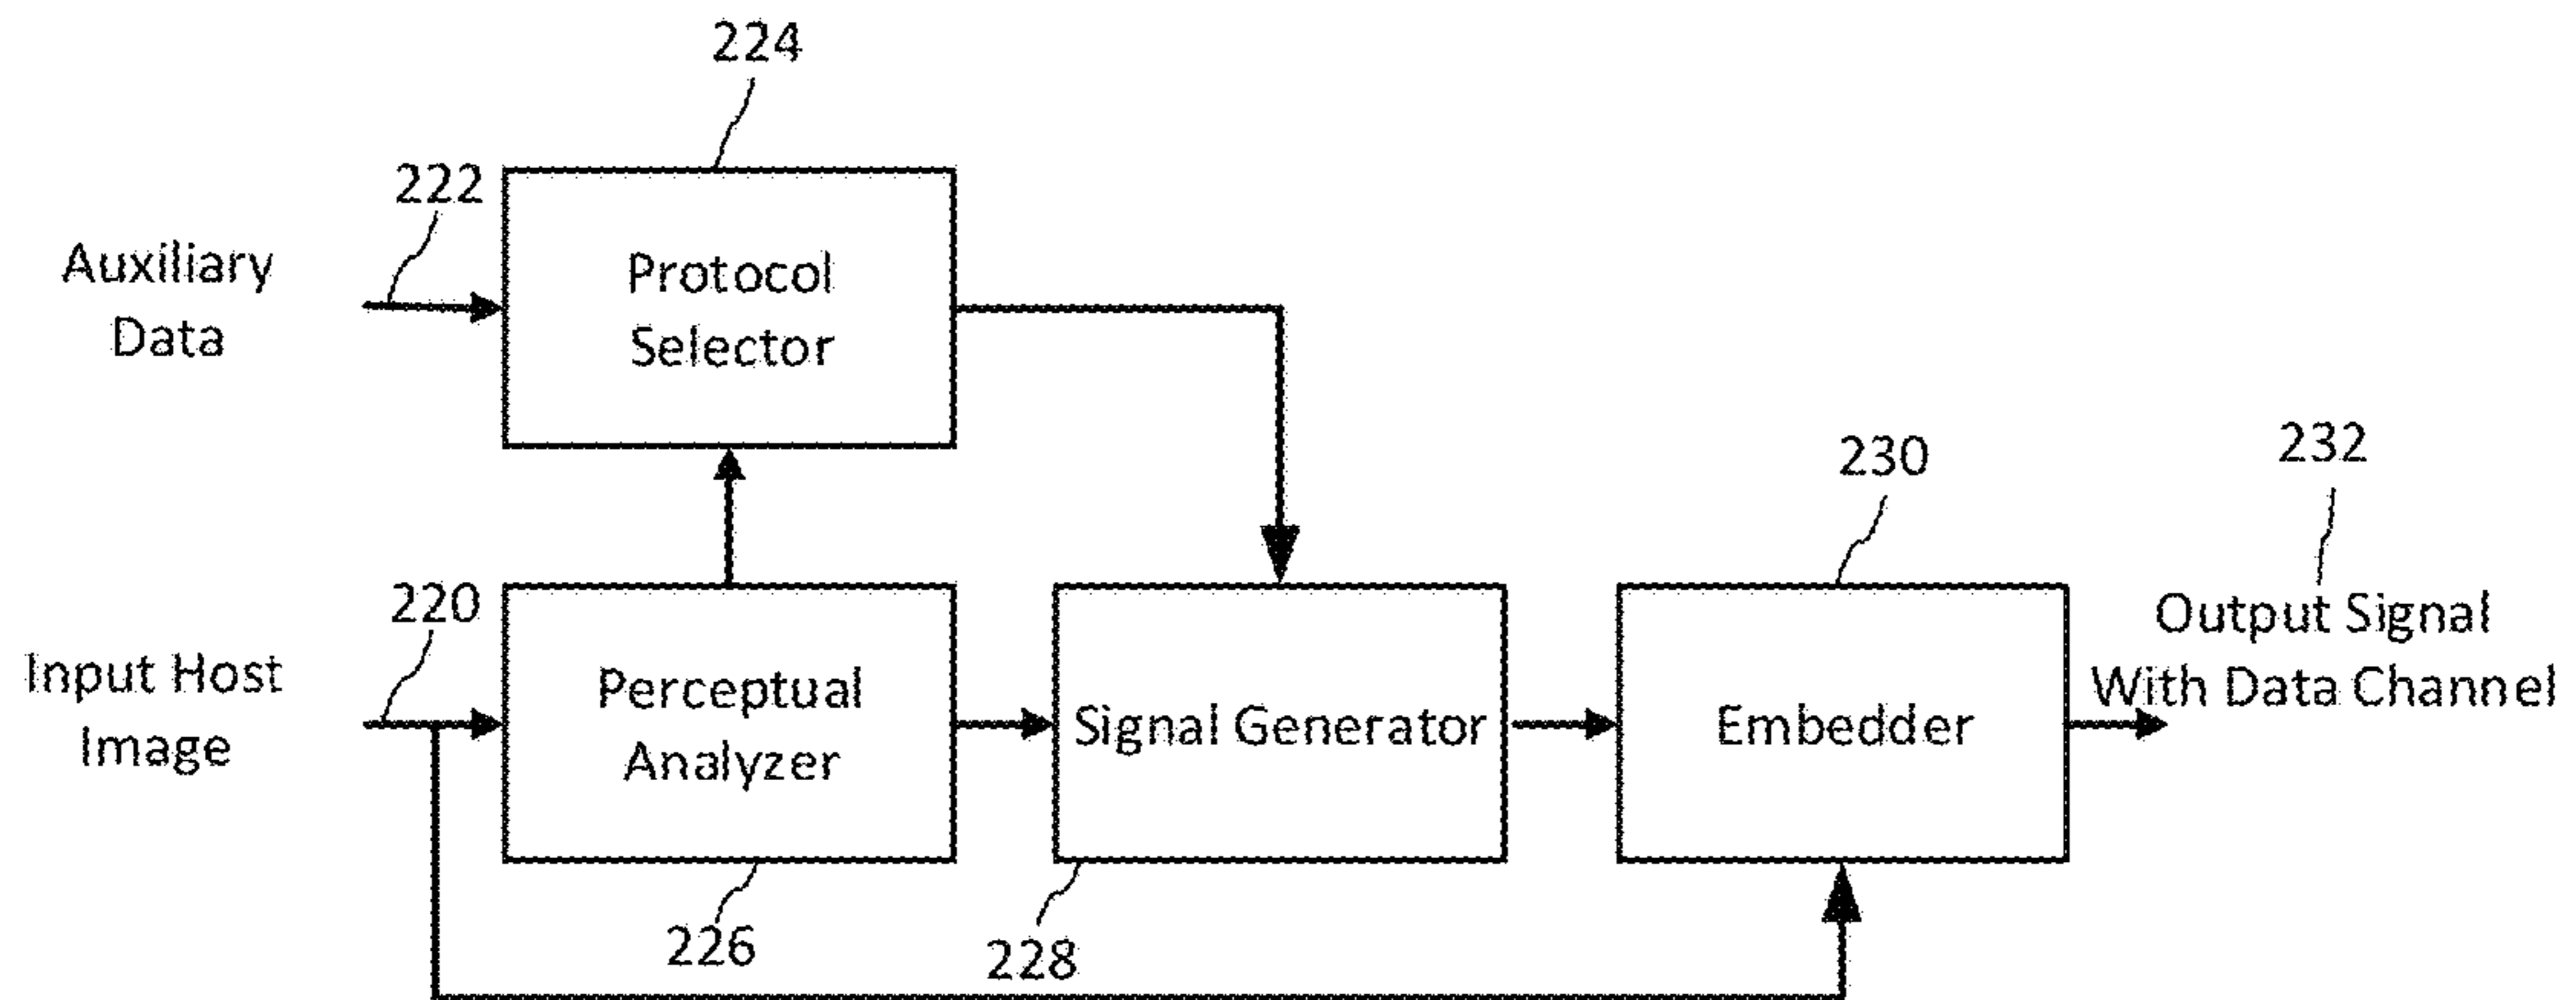 224
222
Auxiliary
Data
Protocol
Selector
230
232
220
Input Host
Image
Perceptual
Analyzer
Signal Generator
Embedder
Output Signal
With Data Channel
226
228